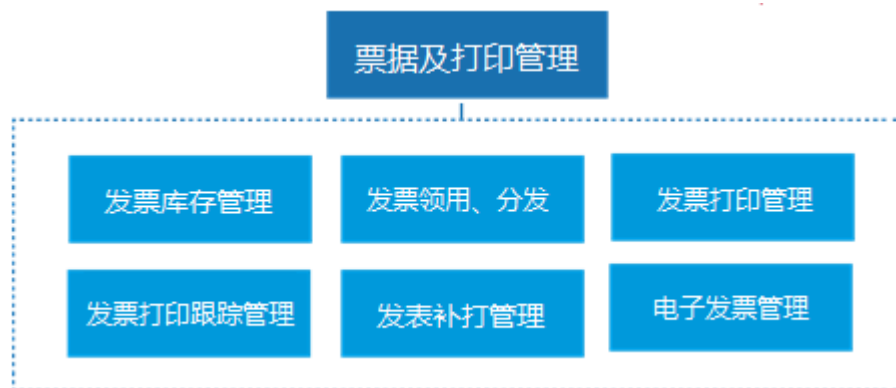 票据及打印管理
发票库存管理
发票领用、分发
发票打印管理
发票打印跟踪管理
发表补打管理
电子发票管理